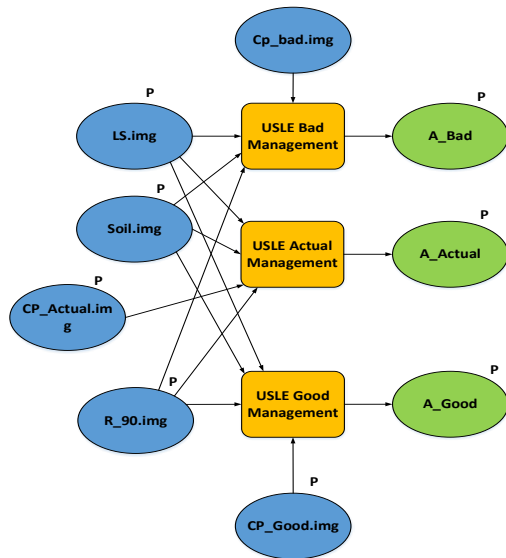 Cp_bad.img
P
LS.img
USLE Bad
Management
P
A_Bad
P
Soil.img
USLE Actual
Management
P
A_Actual
P
CP_Actual.im
g
P
R_90.img
USLE Good
Management
P
A_Good
P
CP_Good.img